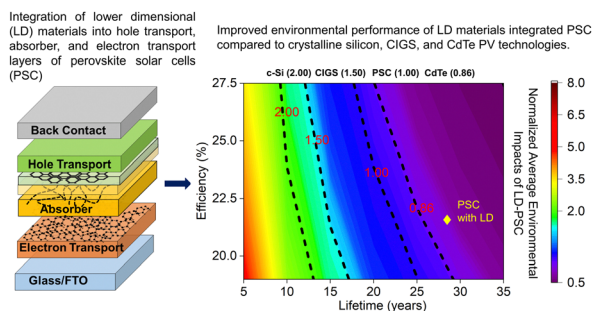 Integration of lower dimensional
(LD) materials into hole transport,
absorber, and electron transport
layers of perovskite solar cells
(PSC)
Back Contact
Hole Transport
Absorber
Electron Transport
Glass/FTO
Improved environmental performance of LD materials integrated PSC
compared to crystalline silicon, CIGS, and CdTe PV technologies.
c-Si (2.00) CIGS (1.50) PSC (1.00) CdTe (0.86)
27.5
25.0
22.5
20.0
Efficiency (%)
2.00
1.50
1.00
0.86
PSC
with LD
5
10
15
20
25
30
35
Lifetime (years)
8.0
5.0
3.5
2.0
0.5
Normalized Average Environmental
Impacts of LD-PSC